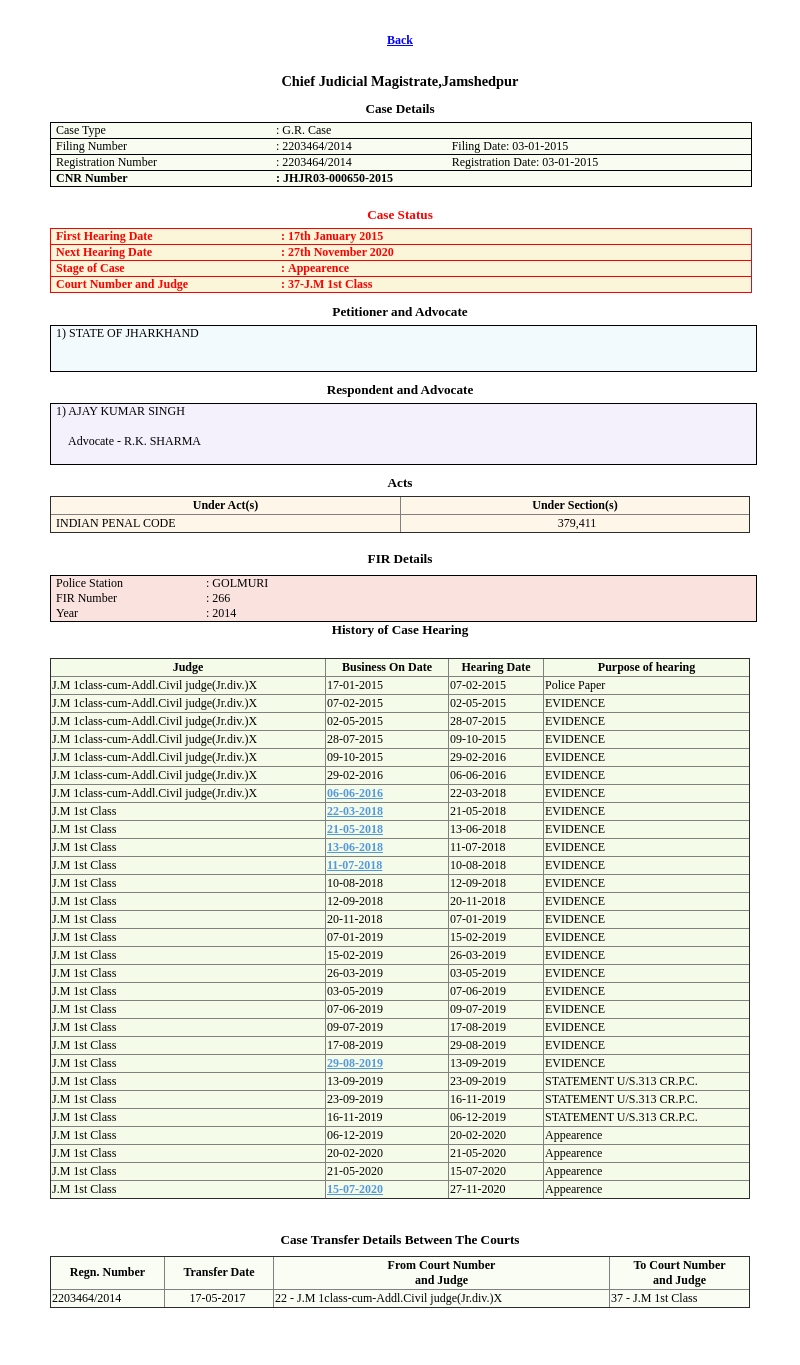 Back
Chief Judicial Magistrate,Jamshedpur
Case Details
Case Type : G.R. Case
Filing Number : 2203464/2014 Filing Date: 03-01-2015
Registration Number : 2203464/2014 Registration Date: 03-01-2015
CNR Number : JHJR03-000650-2015
Case Status
First Hearing Date : 17th January 2015
Next Hearing Date : 27th November 2020
Stage of Case : Appearence
Court Number and Judge : 37-J.M 1st Class
Petitioner and Advocate
1) STATE OF JHARKHAND
Respondent and Advocate
1) AJAY KUMAR SINGH
Advocate - R.K. SHARMA
Acts
Under Act(s) Under Section(s)
INDIAN PENAL CODE 379,411
FIR Details
Police Station : GOLMURI
FIR Number : 266
Year : 2014
History of Case Hearing
Judge Business On Date Hearing Date Purpose of hearing
J.M 1class-cum-Addl.Civil judge(Jr.div.)X 17-01-2015 07-02-2015 Police Paper
J.M 1class-cum-Addl.Civil judge(Jr.div.)X 07-02-2015 02-05-2015 EVIDENCE
J.M 1class-cum-Addl.Civil judge(Jr.div.)X 02-05-2015 28-07-2015 EVIDENCE
J.M 1class-cum-Addl.Civil judge(Jr.div.)X 28-07-2015 09-10-2015 EVIDENCE
J.M 1class-cum-Addl.Civil judge(Jr.div.)X 09-10-2015 29-02-2016 EVIDENCE
J.M 1class-cum-Addl.Civil judge(Jr.div.)X 29-02-2016 06-06-2016 EVIDENCE
J.M 1class-cum-Addl.Civil judge(Jr.div.)X 06-06-2016 22-03-2018 EVIDENCE
J.M 1st Class 22-03-2018 21-05-2018 EVIDENCE
J.M 1st Class 21-05-2018 13-06-2018 EVIDENCE
J.M 1st Class 13-06-2018 11-07-2018 EVIDENCE
J.M 1st Class 11-07-2018 10-08-2018 EVIDENCE
J.M 1st Class 10-08-2018 12-09-2018 EVIDENCE
J.M 1st Class 12-09-2018 20-11-2018 EVIDENCE
J.M 1st Class 20-11-2018 07-01-2019 EVIDENCE
J.M 1st Class 07-01-2019 15-02-2019 EVIDENCE
J.M 1st Class 15-02-2019 26-03-2019 EVIDENCE
J.M 1st Class 26-03-2019 03-05-2019 EVIDENCE
J.M 1st Class 03-05-2019 07-06-2019 EVIDENCE
J.M 1st Class 07-06-2019 09-07-2019 EVIDENCE
J.M 1st Class 09-07-2019 17-08-2019 EVIDENCE
J.M 1st Class 17-08-2019 29-08-2019 EVIDENCE
J.M 1st Class 29-08-2019 13-09-2019 EVIDENCE
J.M 1st Class 13-09-2019 23-09-2019 STATEMENT U/S.313 CR.P.C.
J.M 1st Class 23-09-2019 16-11-2019 STATEMENT U/S.313 CR.P.C.
J.M 1st Class 16-11-2019 06-12-2019 STATEMENT U/S.313 CR.P.C.
J.M 1st Class 06-12-2019 20-02-2020 Appearence
J.M 1st Class 20-02-2020 21-05-2020 Appearence
J.M 1st Class 21-05-2020 15-07-2020 Appearence
J.M 1st Class 15-07-2020 27-11-2020 Appearence
Case Transfer Details Between The Courts
Regn. Number Transfer Date From Court Number and Judge To Court Number and Judge
2203464/2014 17-05-2017 22 - J.M 1class-cum-Addl.Civil judge(Jr.div.)X 37 - J.M 1st Class